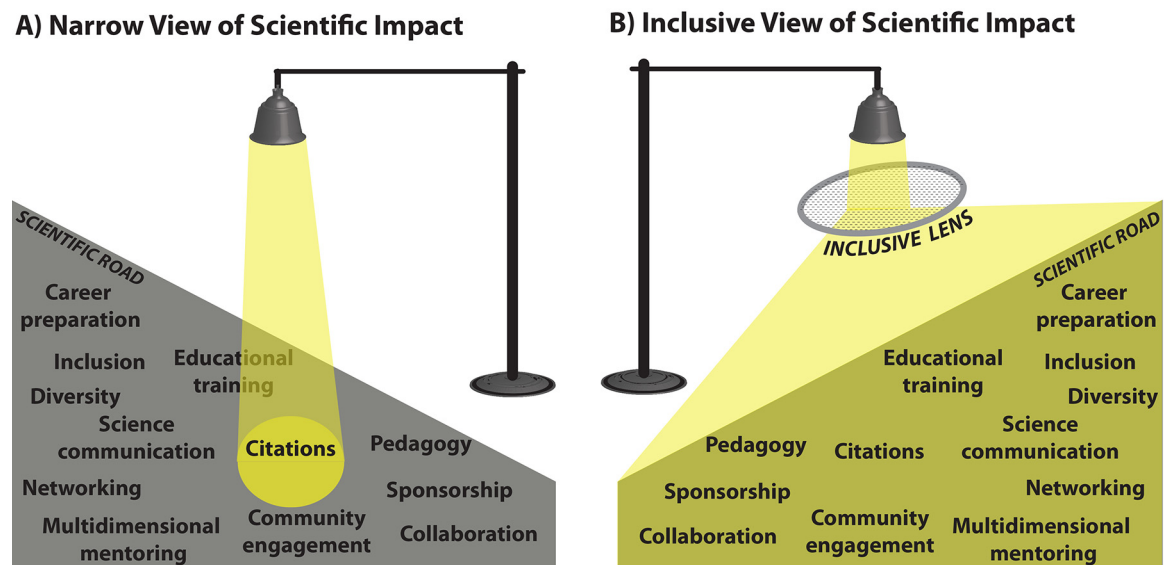 A) Narrow View of Scientific Impact
SCIENTIFIC ROAD
Career
preparation
Inclusion
Educational
training
Diversity
Science
communication
Citations
Pedagogy
Networking
Sponsorship
Multidimensional
mentoring
Community
engagement
Collaboration
B) Inclusive View of Scientific Impact
INCLUSIVE LENS
SCIENTIFIC ROAD
Career
preparation
Educational
training
Inclusion
Diversity
Pedagogy
Citations
Science
communication
Sponsorship
Networking
Collaboration
Community
engagement
Multidimensional
mentoring